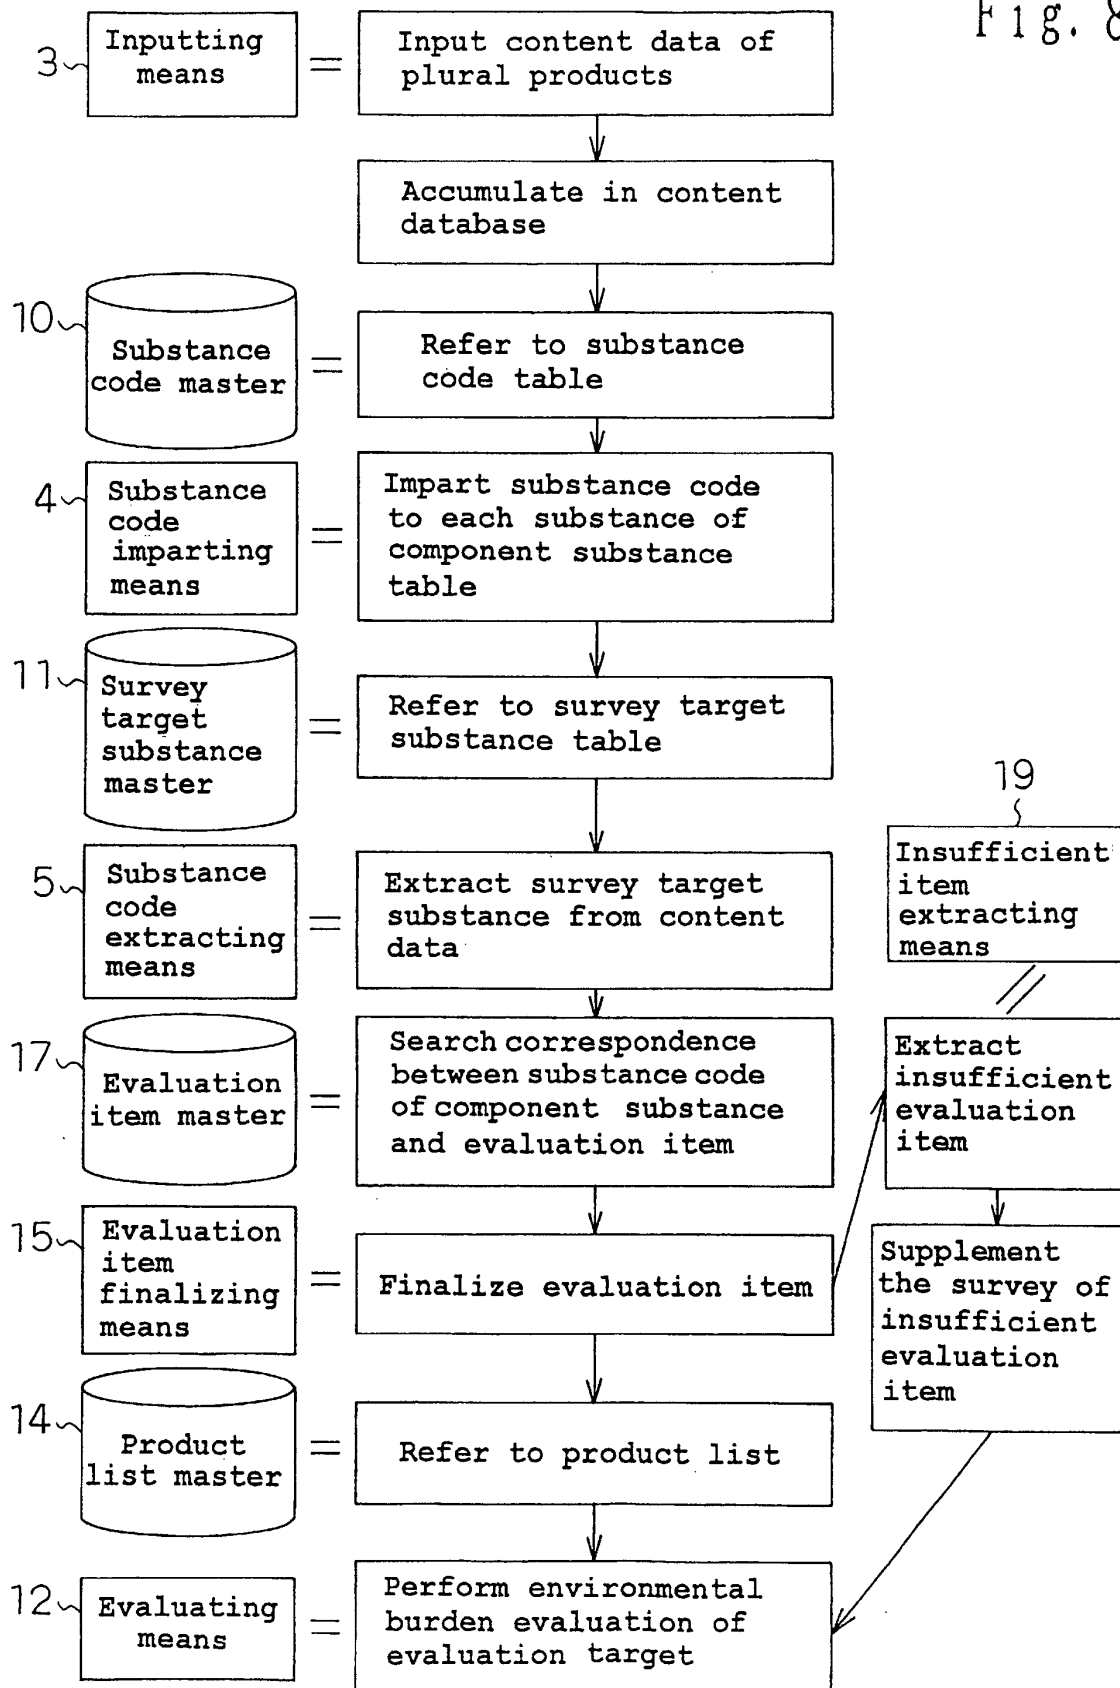 Fig. 8
3
Inputting
means
=
Input content data of
plural products
Accumulate in content
database
10
Substance
code master
=
Refer to substance
code table
4
Substance
code
imparting
means
=
Impart substance code
to each substance of
component substance
table
11
Survey
target
substance
master
=
Refer to survey target
substance table
19
Insufficient
item
extracting
means
5
Substance
code
extracting
means
=
Extract survey target
substance from content
data
17
Evaluation
item master
=
Search correspondence
between substance code
of component substance
and evaluation item
Extract
insufficient
evaluation
item
15
Evaluation
item
finalizing
means
=
Finalize evaluation item
Supplement
the survey of
insufficient
evaluation
item
14
Product
list master
=
Refer to product list
12
Evaluating
means
=
Perform environmental
burden evaluation of
evaluation target